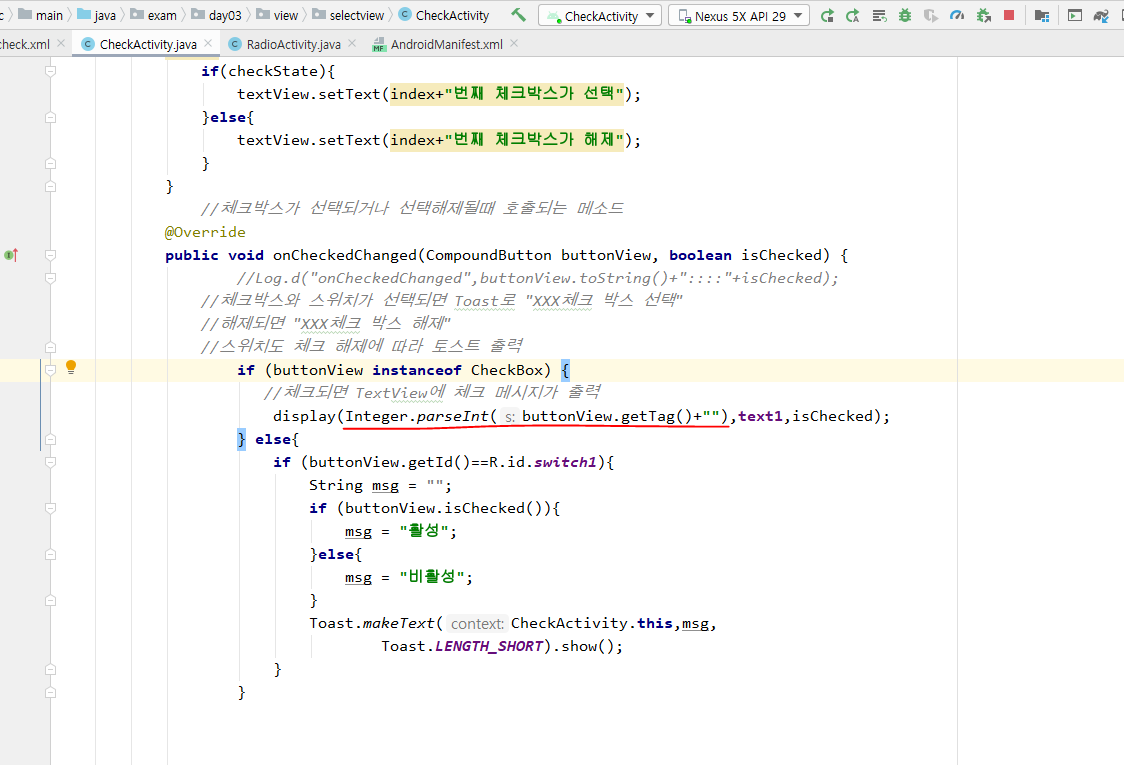 main java exam day03 view selectview CheckActivity CheckActivity Nexus 5X API 29
check.xml CheckActivity.java RadioActivity.java AndroidManifest.xml
if(checkState){
textView.setText(index+"번째 체크박스가 선택");
}else{
textView.setText(index+"번째 체크박스가 해제");
}
}
//체크박스가 선택되거나 선택해제될때 호출되는 메소드
@Override
public void onCheckedChanged(CompoundButton buttonView, boolean isChecked) {
//Log.d("onCheckedChanged",buttonView.toString()+"::::"+isChecked);
//체크박스와 스위치가 선택되면 Toast로 "XXX체크 박스 선택"
//해제되면 "XXX체크 박스 해제"
//스위치도 체크 해제에 따라 토스트 출력
if (buttonView instanceof CheckBox) {
//체크되면 TextView에 체크 메시지가 출력
display(Integer.parseInt( s: buttonView.getTag()+""),text1,isChecked);
} else{
if (buttonView.getId()==R.id.switch1){
String msg = "";
if (buttonView.isChecked()){
msg = "활성";
}else{
msg = "비활성";
}
Toast.makeText( context: CheckActivity.this,msg,
Toast.LENGTH_SHORT).show();
}
}